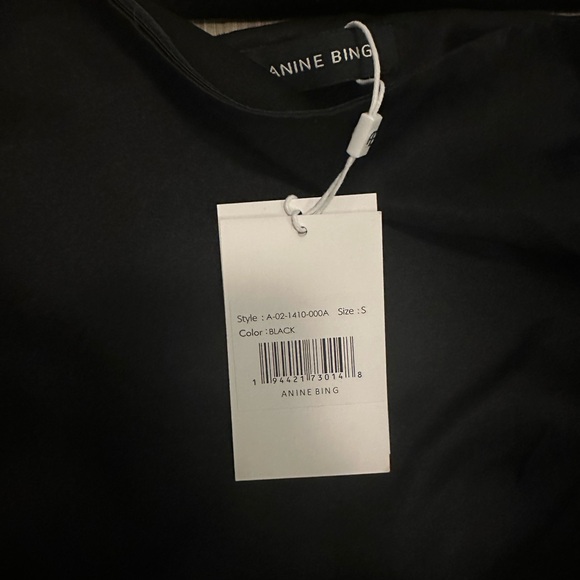 ANINE BING
Style : A-02-1410-000A Size : S
Color : BLACK
1 94421 73014 8
ANINE BING